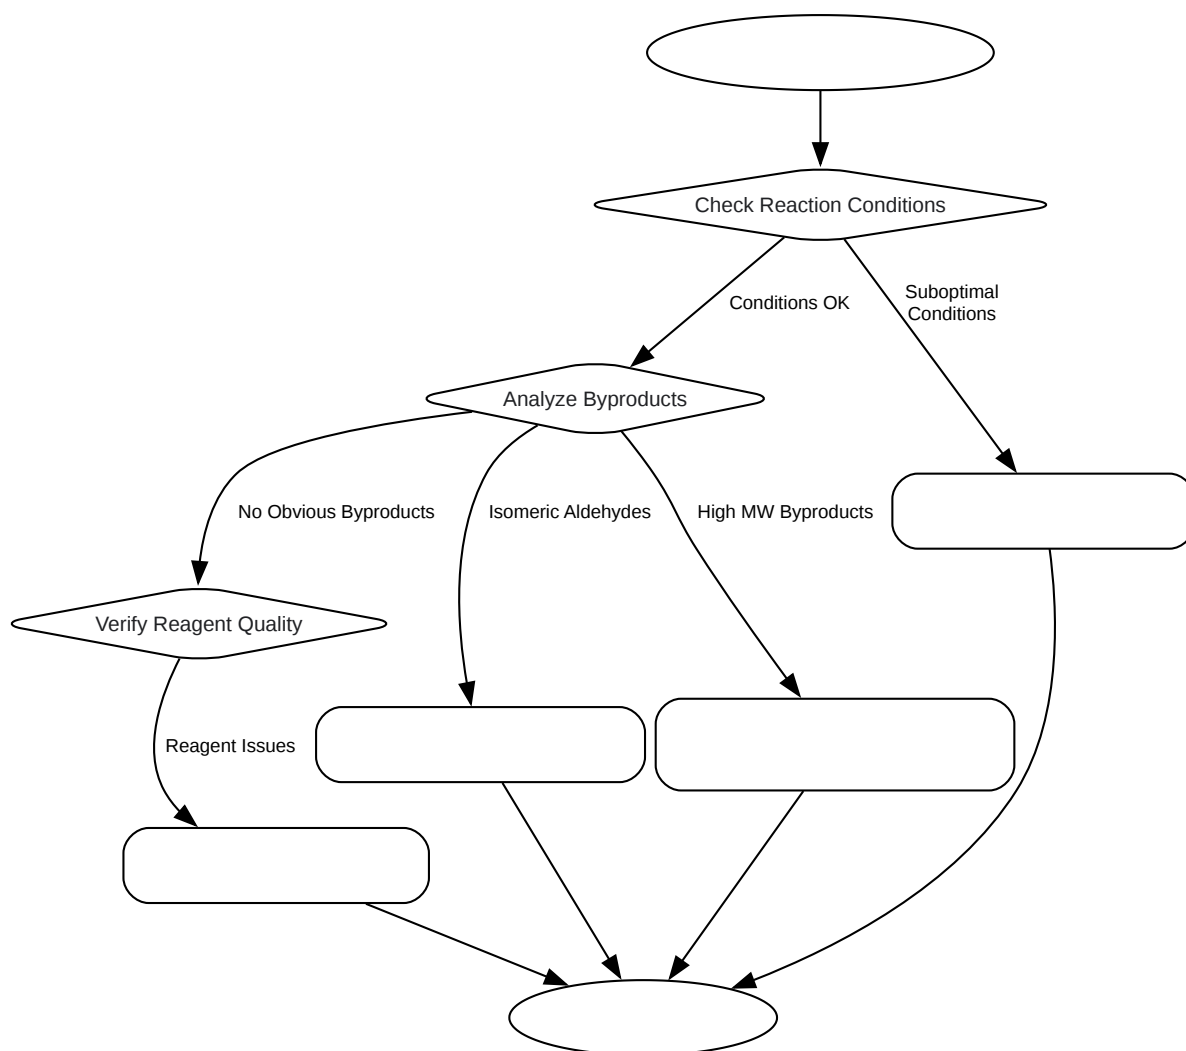 Check Reaction Conditions
Conditions OK
Suboptimal
Conditions
Analyze Byproducts
No Obvious Byproducts
Isomeric Aldehydes
High MW Byproducts
Verify Reagent Quality
Reagent Issues